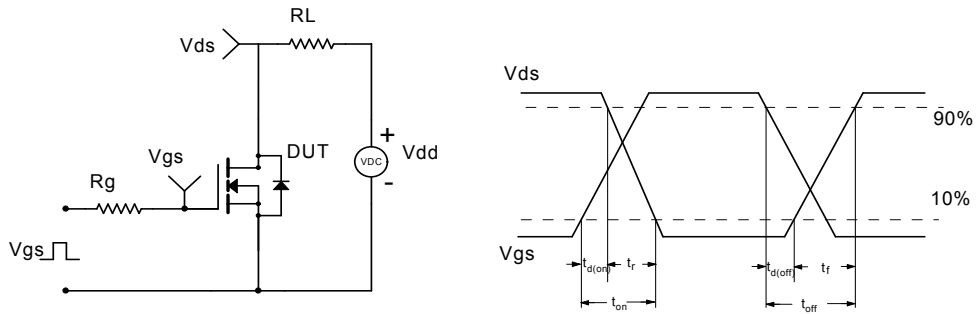 RL
Vds
Vgs
DUT
+
VDC
Vdd
-
Rg
Vgs
Vds
90%
10%
Vgs
td(on)
tr
td(off)
tf
ton
toff